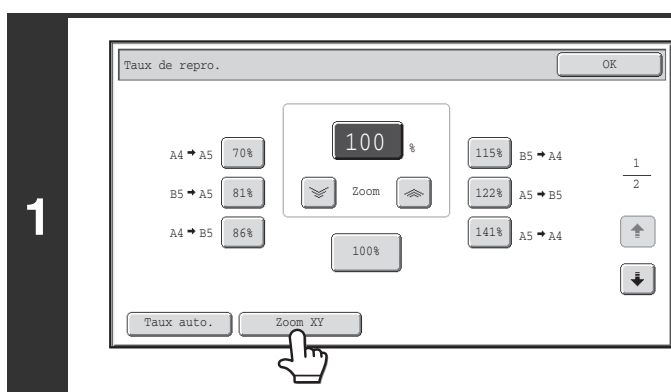 1
Taux de repro.
OK
100 %
A4 → A5 70%
115% B5 → A4
1
2
B5 → A5 81%
Zoom
122% A5 → B5
A4 → B5 86%
141% A5 → A4
100%
Taux auto.
Zoom XY